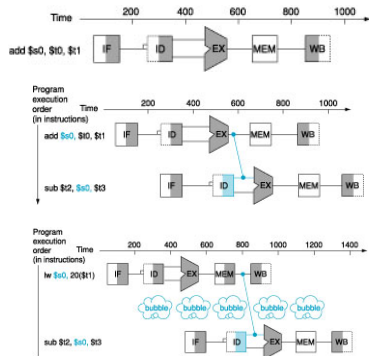 Time 200 400 600 800 1000
add $s0, $t0, $t1 IF ID EX MEM WB
Program
execution
order Time 200 400 600 800 1000
(in instructions)
add $s0, $t0, $t1 IF ID EX MEM WB
sub $t2, $s0, $t3 IF ID EX MEM WB
Program
execution
order Time 200 400 600 800 1000 1200 1400
(in instructions)
lw $s0, 20($t1) IF ID EX MEM WB
bubble bubble bubble bubble bubble
sub $t2, $s0, $t3 IF ID EX MEM WB